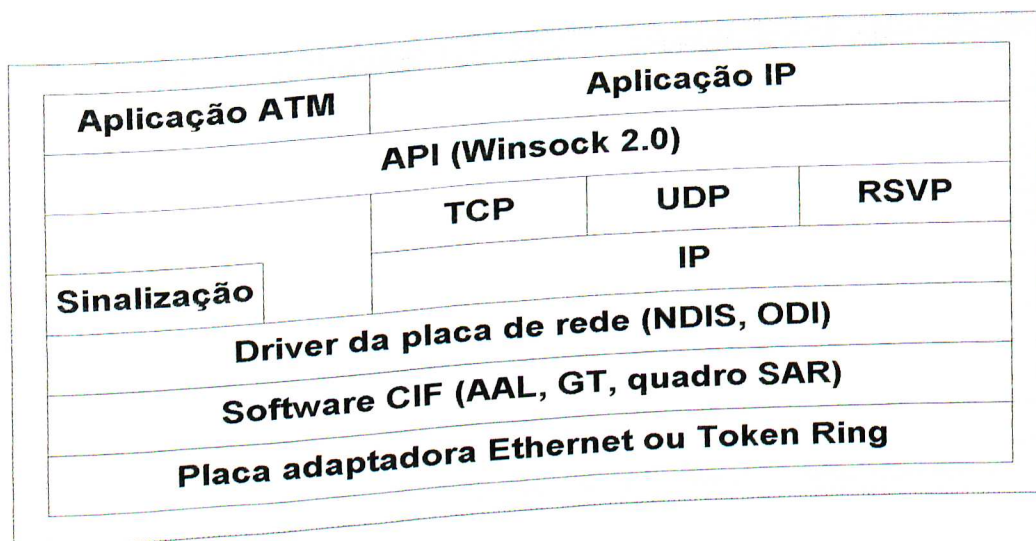 Aplicação ATM
Aplicação IP
API (Winsock 2.0)
TCP
UDP
RSVP
IP
Sinalização
Driver da placa de rede (NDIS, ODI)
Software CIF (AAL, GT, quadro SAR)
Placa adaptadora Ethernet ou Token Ring